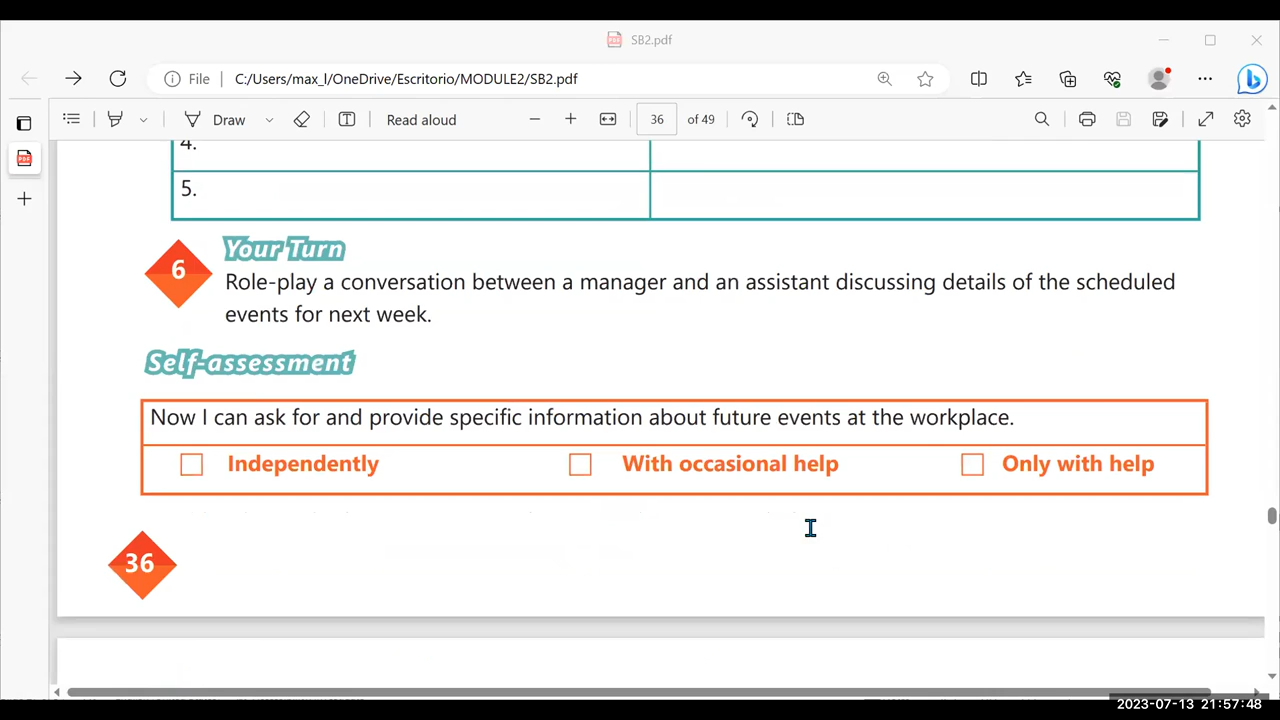 SB2.pdf
File C:/Users/max_l/OneDrive/Escritorio/MODULE2/SB2.pdf
Draw Read aloud 36 of 49
4.
5.
6
Your Turn
Role-play a conversation between a manager and an assistant discussing details of the scheduled
events for next week.
Self-assessment
Now I can ask for and provide specific information about future events at the workplace.
Independently With occasional help Only with help
36
2023-07-13 21:57:48